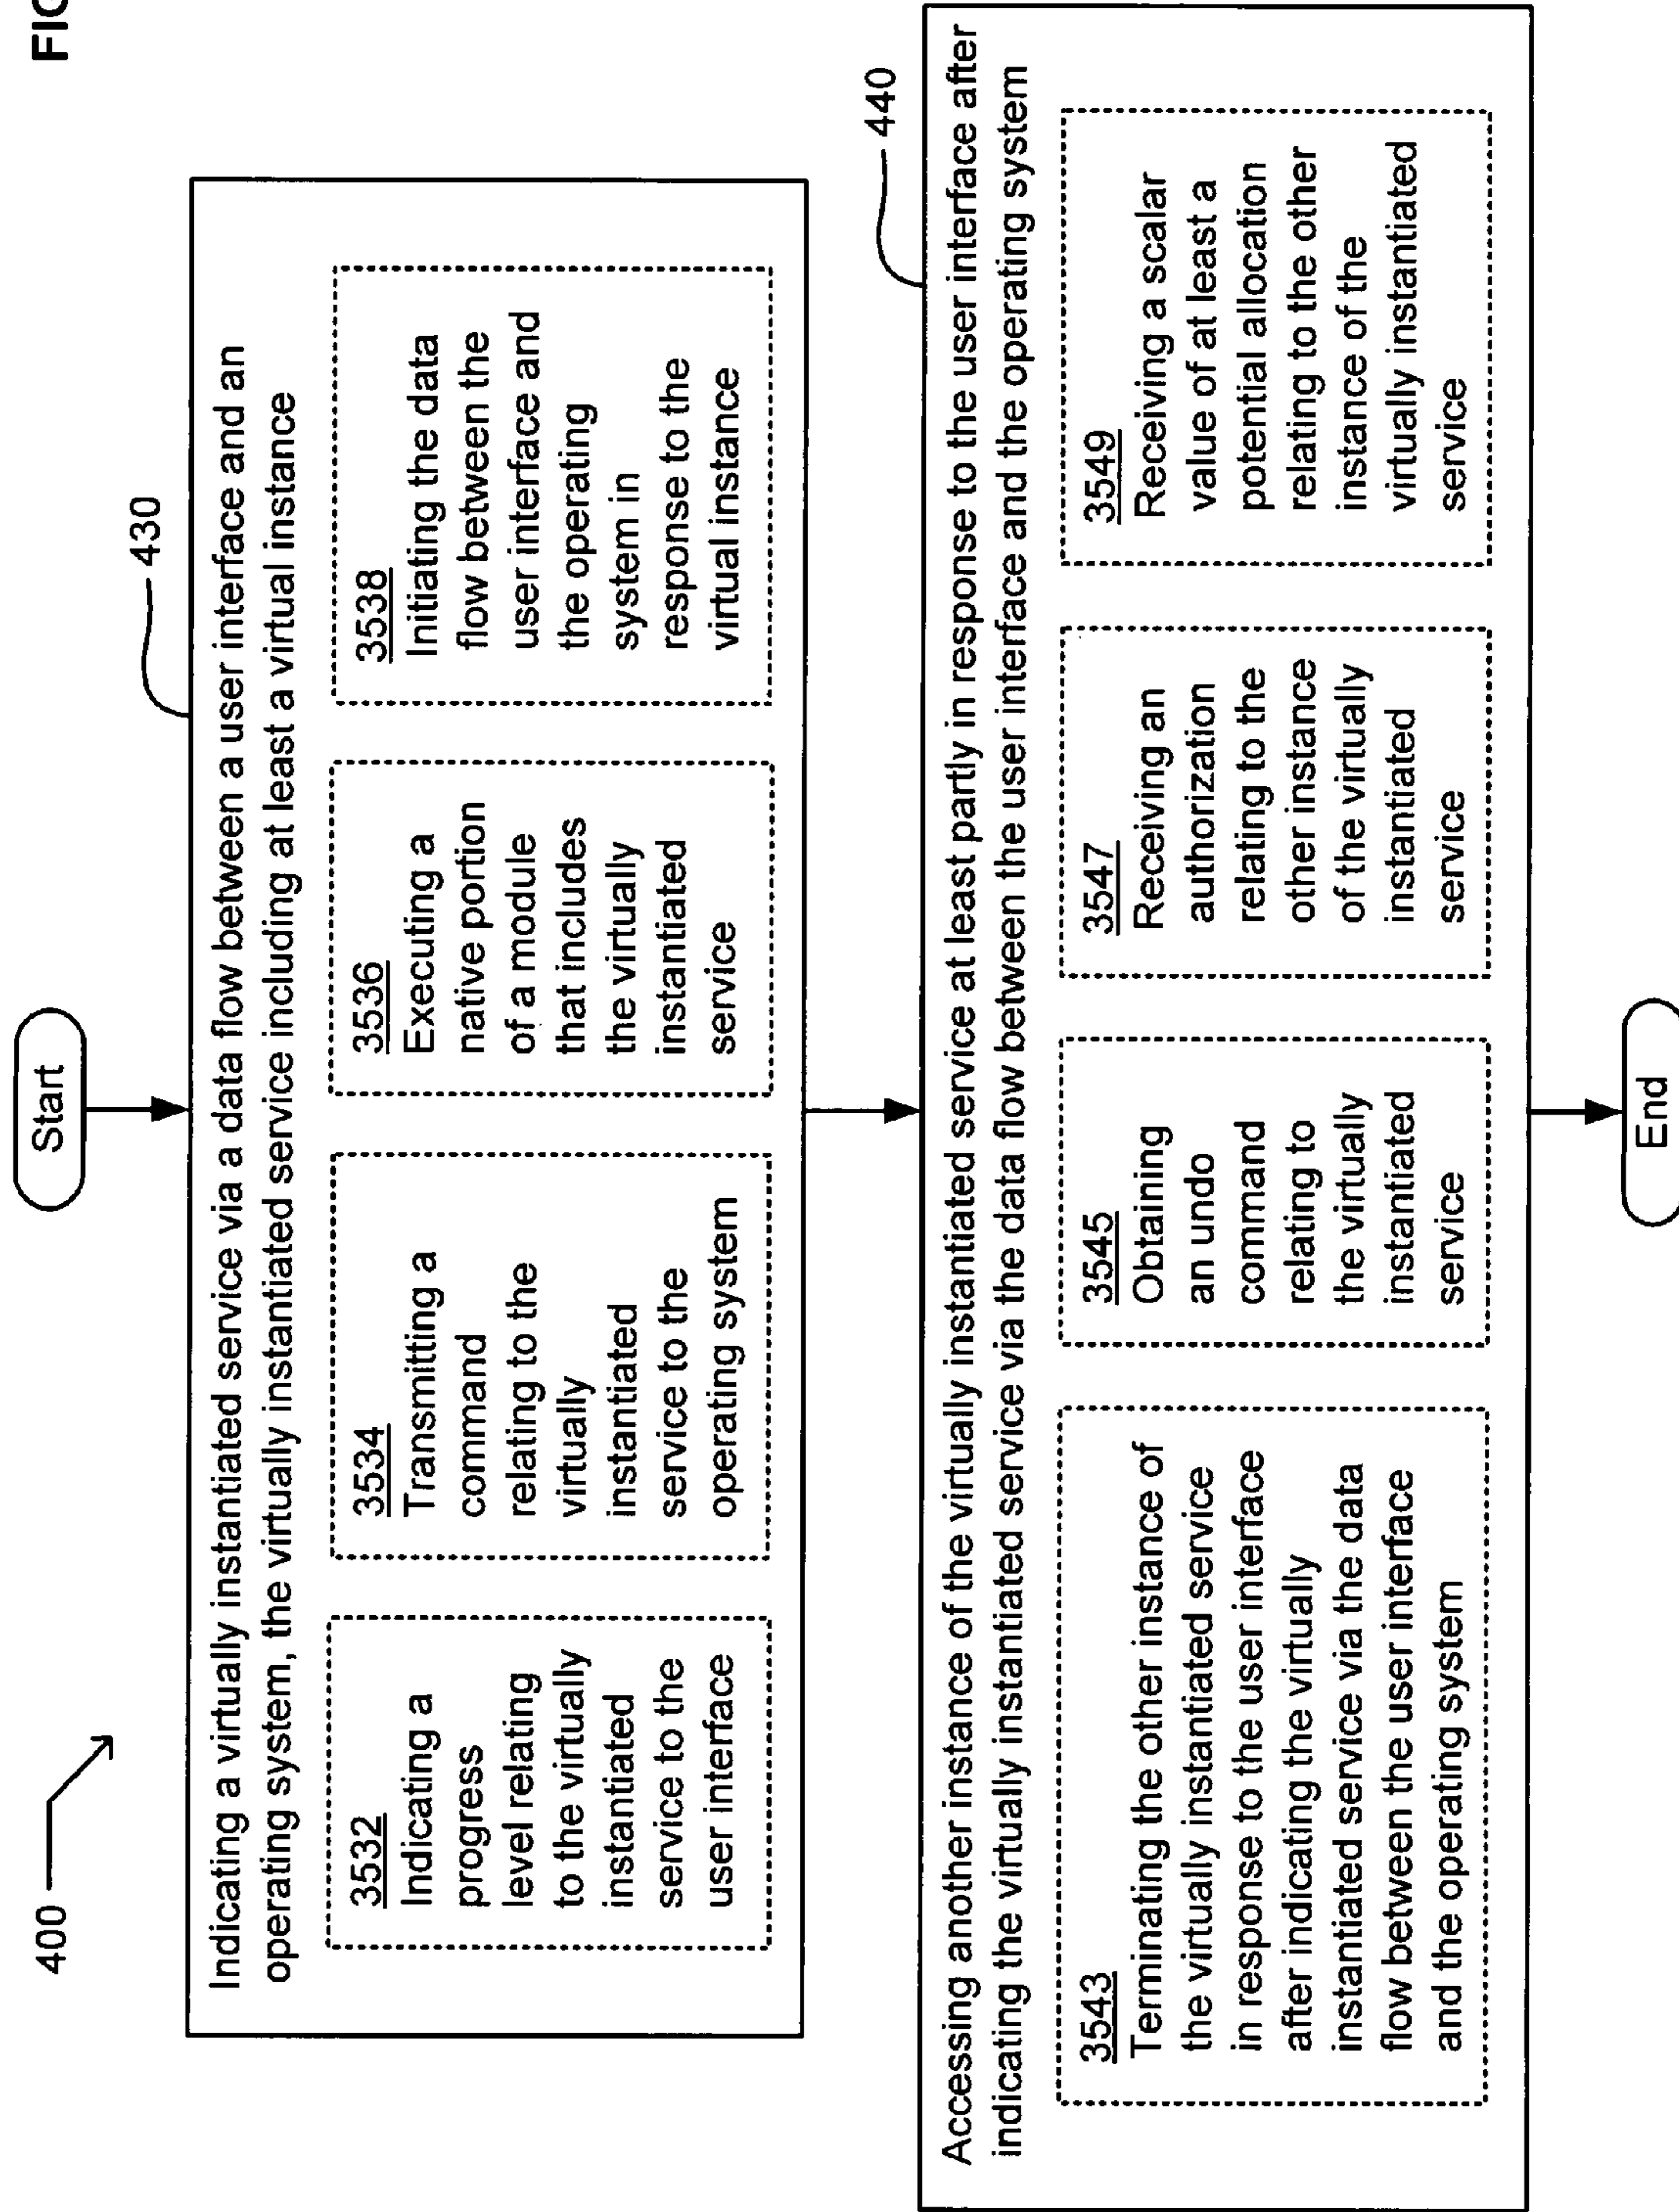 FIG
400
Start
430
Indicating a virtually instantiated service via a data flow between a user interface and an
operating system, the virtually instantiated service including at least a virtual instance
3532
Indicating a
progress
level relating
to the virtually
instantiated
service to the
user interface
3534
Transmitting a
command
relating to the
virtually
instantiated
service to the
operating system
3536
Executing a
native portion
of a module
that includes
the virtually
instantiated
service
3538
Initiating the data
flow between the
user interface and
the operating
system in
response to the
virtual instance
440
Accessing another instance of the virtually instantiated service at least partly in response to the user interface after
indicating the virtually instantiated service via the data flow between the user interface and the operating system
3543
Terminating the other instance of
the virtually instantiated service
in response to the user interface
after indicating the virtually
instantiated service via the data
flow between the user interface
and the operating system
3545
Obtaining
an undo
command
relating to
the virtually
instantiated
service
3547
Receiving an
authorization
relating to the
other instance
of the virtually
instantiated
service
3549
Receiving a scalar
value of at least a
potential allocation
relating to the other
instance of the
virtually instantiated
service
End